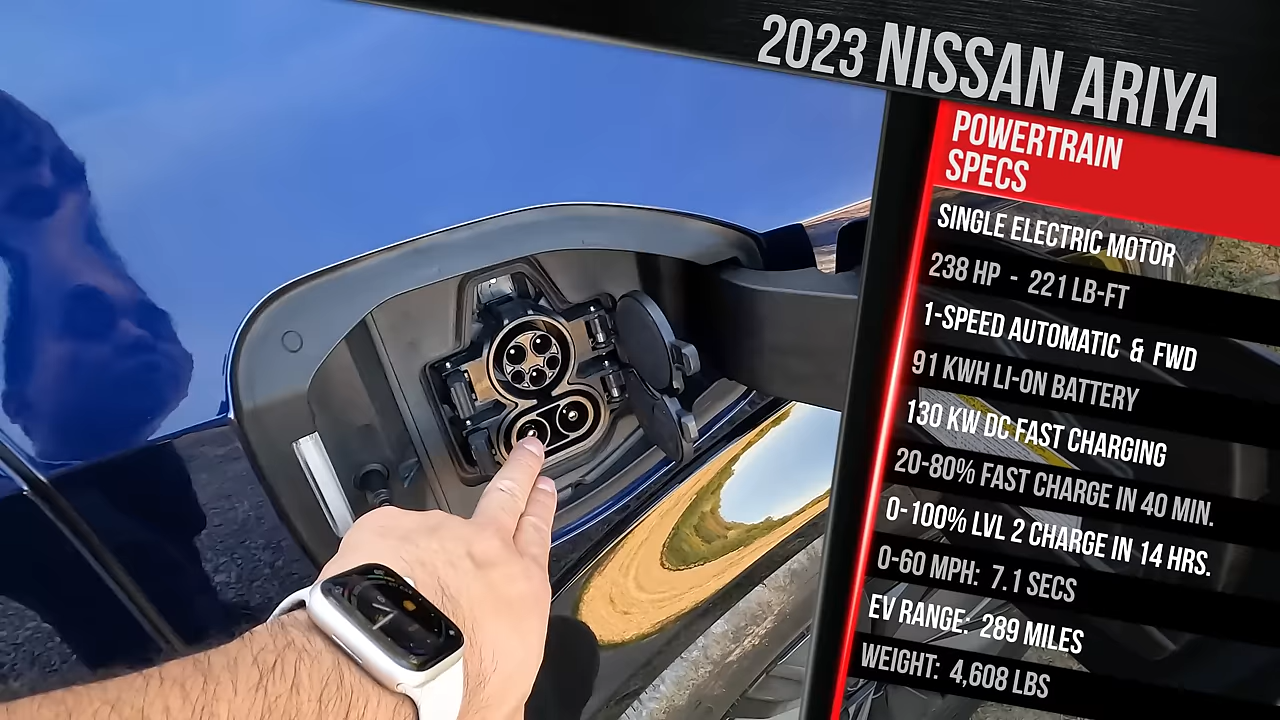 2023 NISSAN ARIYA
POWERTRAIN
SPECS
SINGLE ELECTRIC MOTOR
238 HP - 221 LB-FT
1-SPEED AUTOMATIC & FWD
91 KWH LI-ON BATTERY
130 KW DC FAST CHARGING
20-80% FAST CHARGE IN 40 MIN.
0-100% LVL 2 CHARGE IN 14 HRS.
0-60 MPH: 7.1 SECS
EV RANGE: 289 MILES
WEIGHT: 4,608 LBS